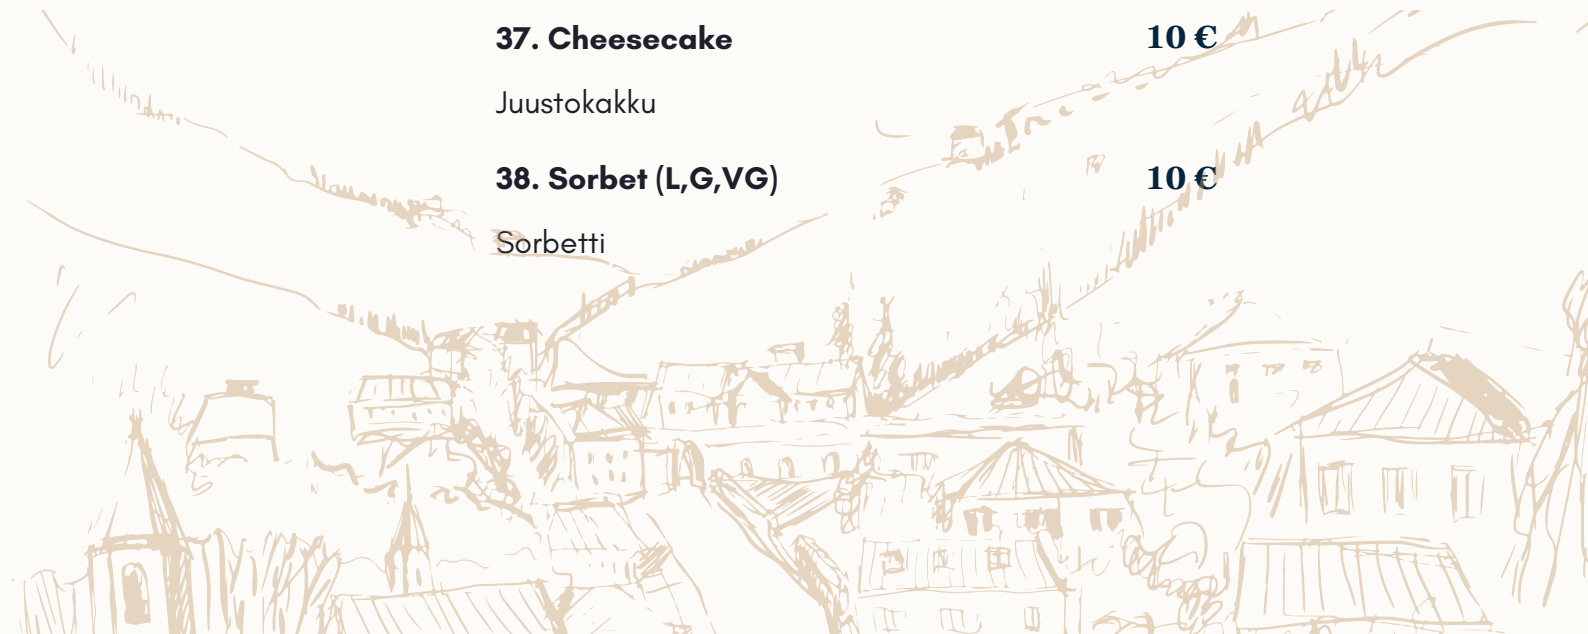 37. Cheesecake 10 €
Juustokakku
38. Sorbet (L,G,VG) 10 €
Sorbetti